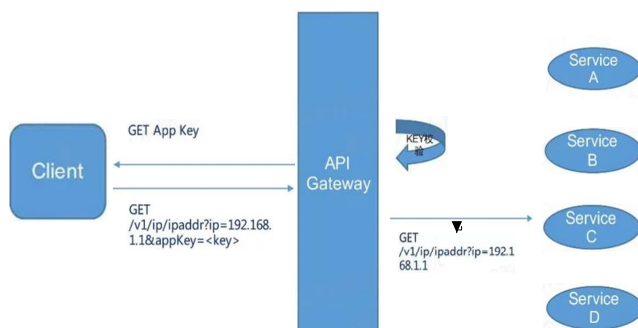 Service
A
GET App Key
KEY校
验
Service
B
Client
API
Gateway
GET
/v1/ip/ipaddr?ip=192.168.
1.1&appKey=<key>
GET
/v1/ip/ipaddr?ip=192.1
68.1.1
Service
C
Service
D